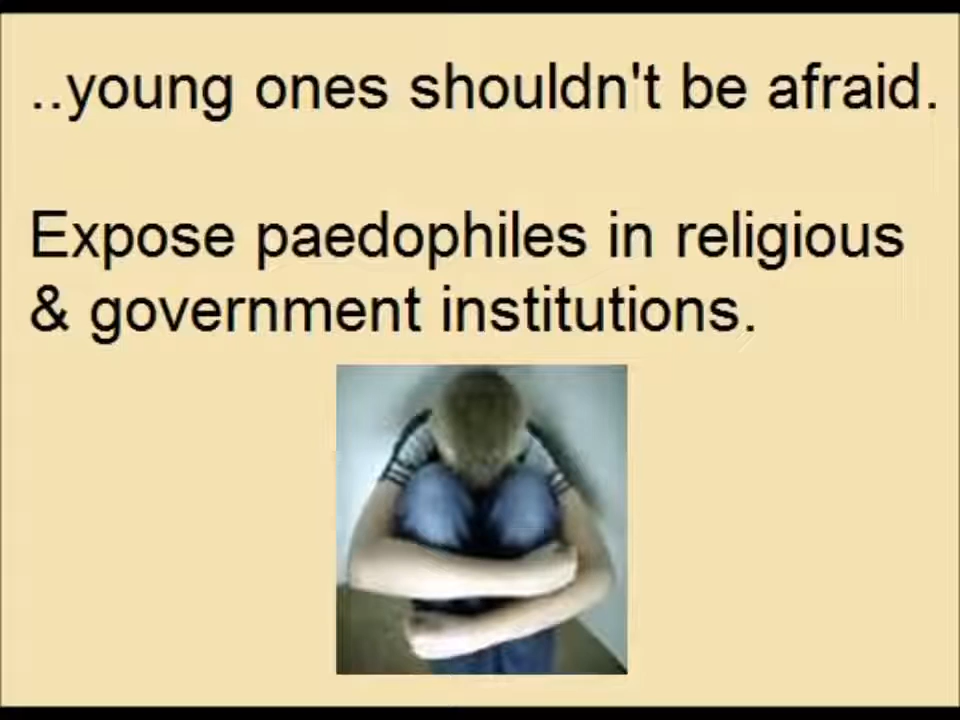 ..young ones shouldn't be afraid.
Expose paedophiles in religious
& government institutions.